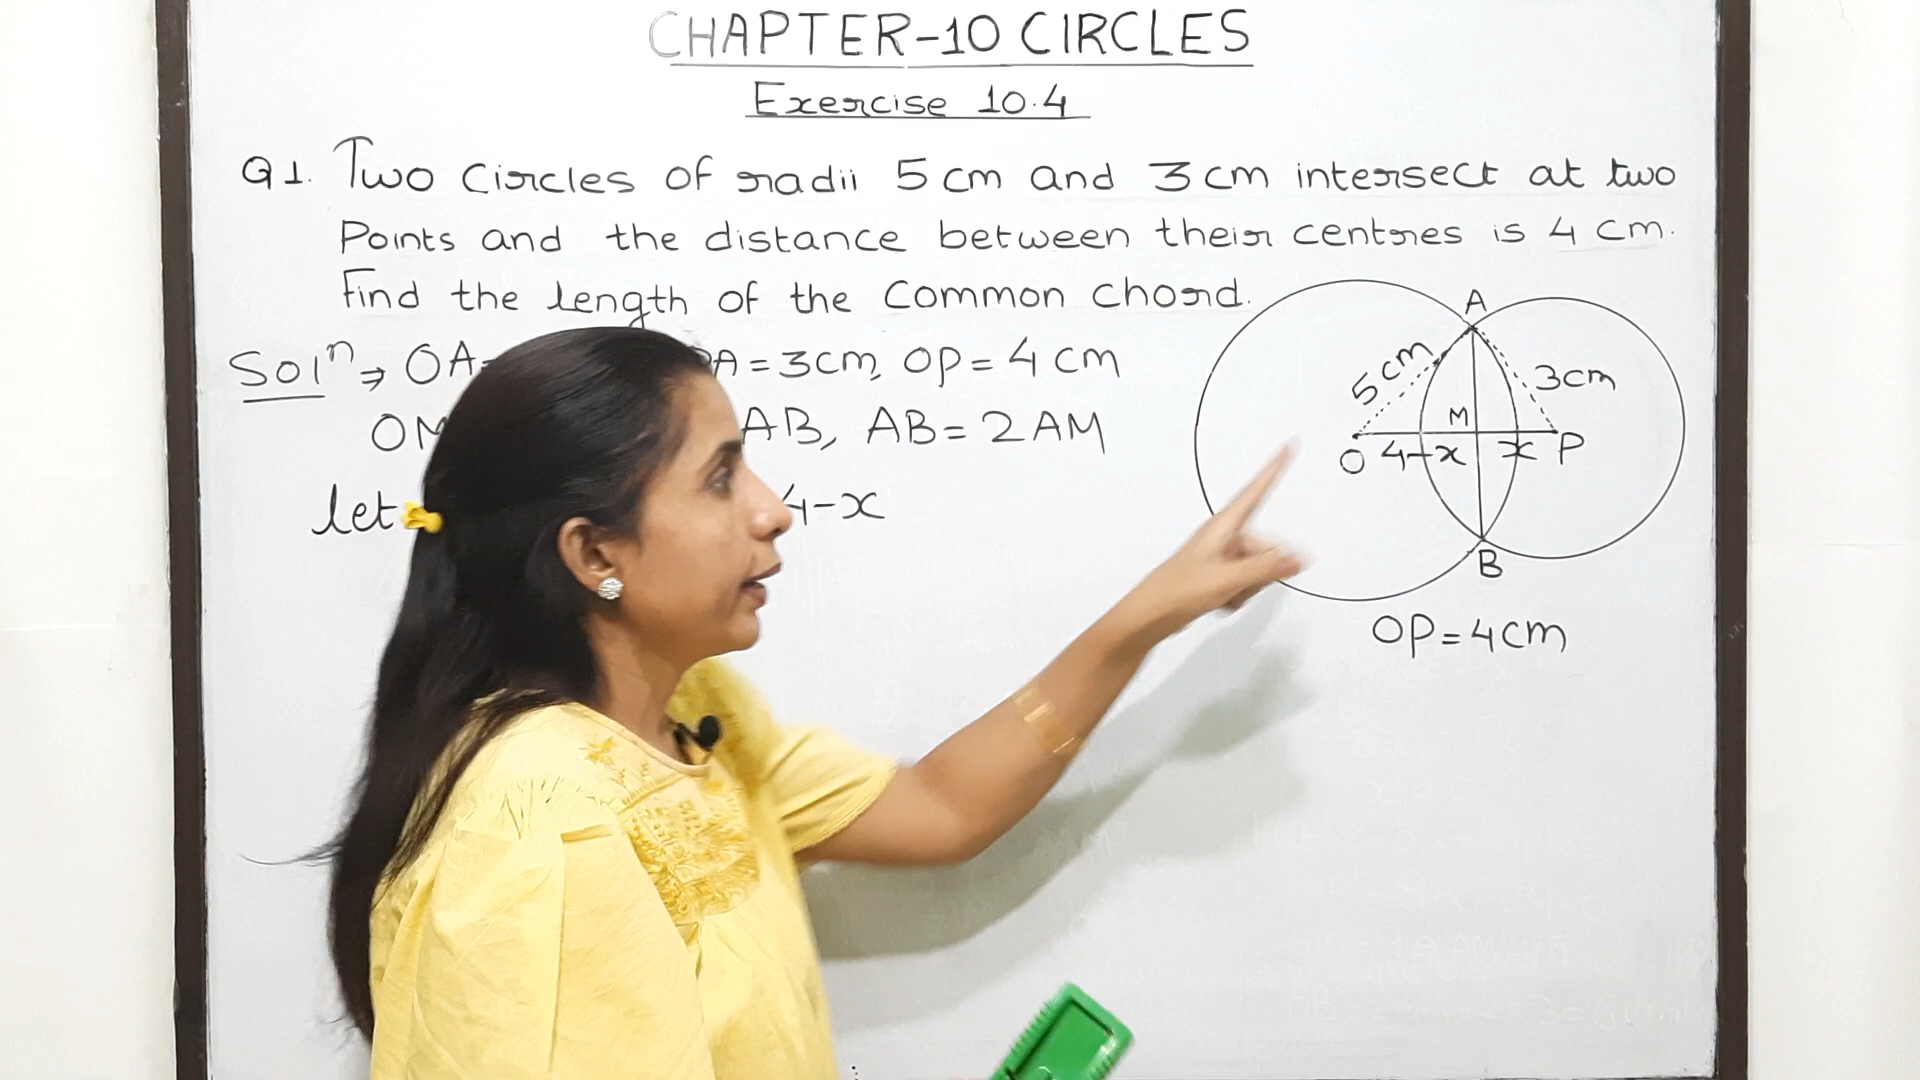 CHAPTER-10 CIRCLES
Exercise 10.4
Q1. Two Circles of radii 5 cm and 3 cm intersect at two
Points and the distance between their centres is 4 cm.
Find the length of the Common Chord.
Solⁿ ⇒ OA= A = 3cm, OP = 4 cm
OM AB, AB = 2AM
let 4-x
A
5 cm
3cm
M
O 4-x x P
B
OP = 4cm